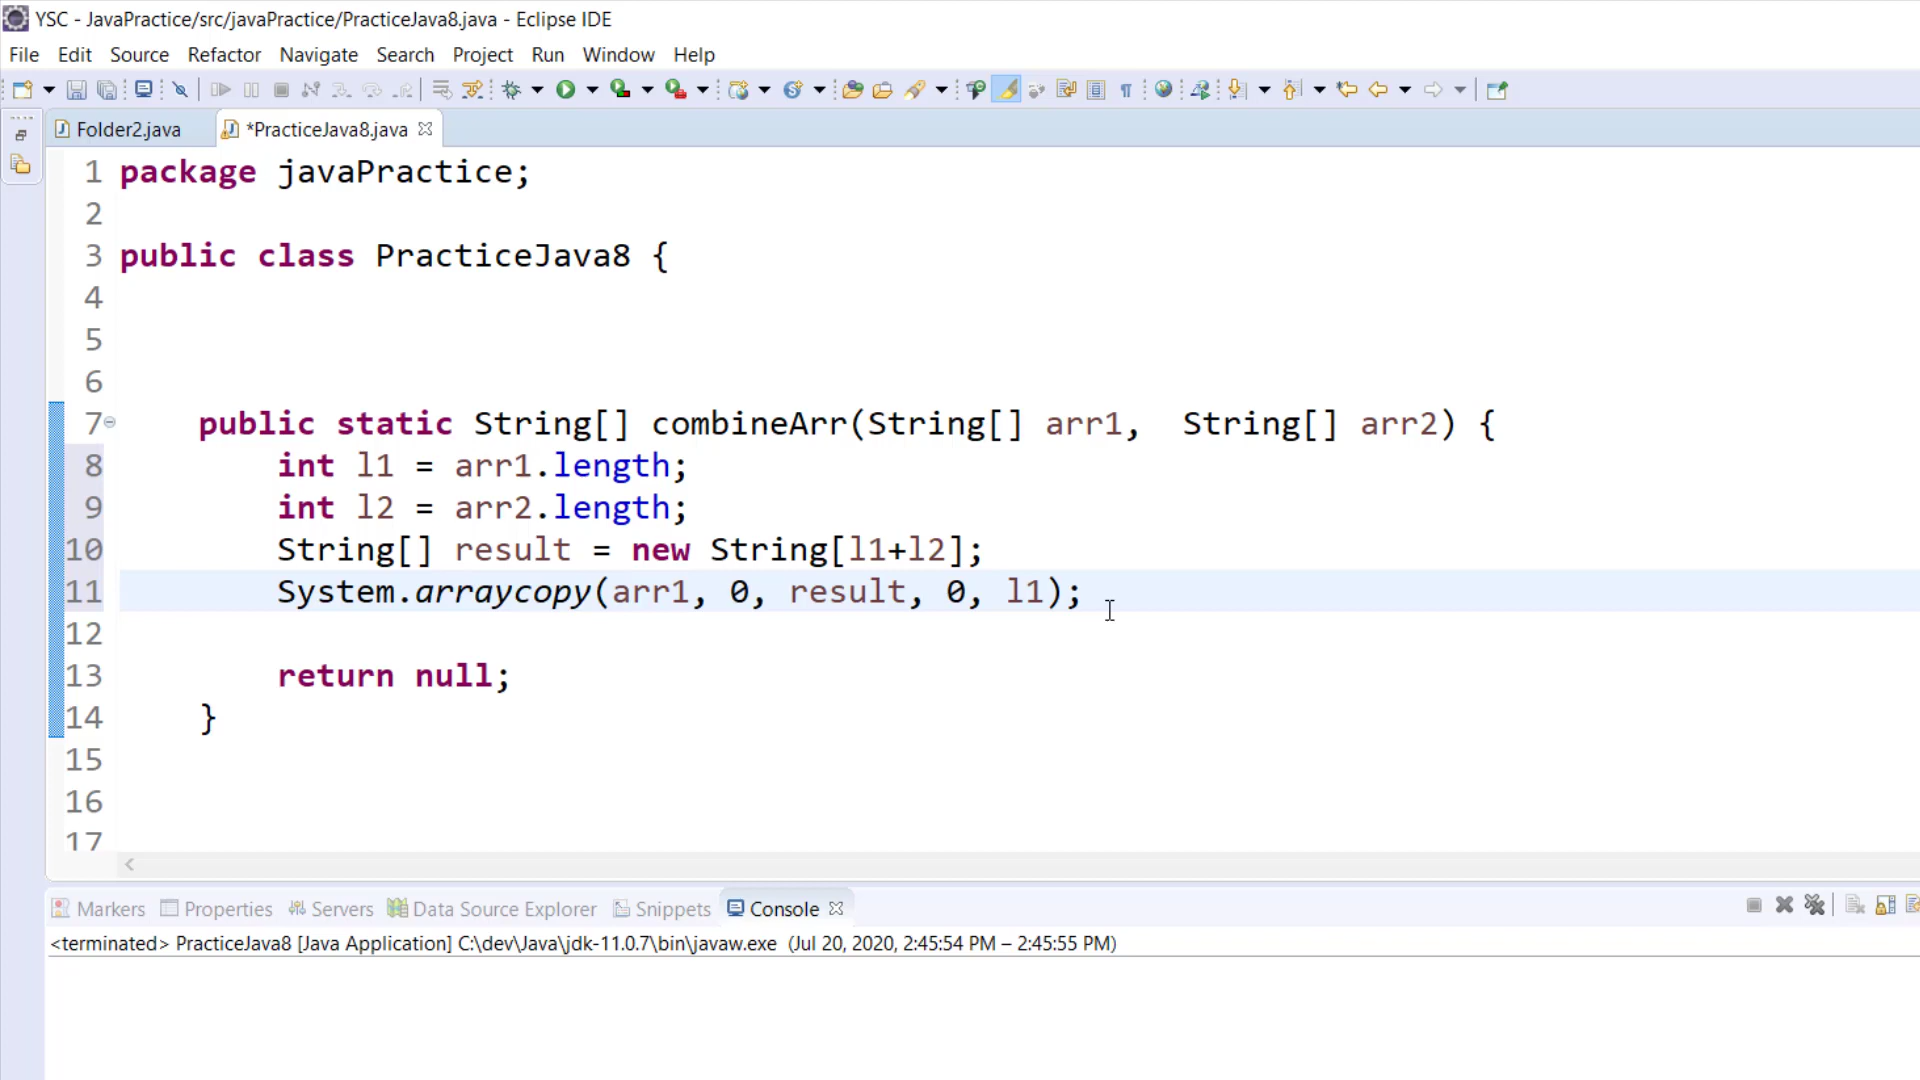 YSC - JavaPractice/src/javaPractice/PracticeJava8.java - Eclipse IDE
File Edit Source Refactor Navigate Search Project Run Window Help
Folder2.java *PracticeJava8.java
1 package javaPractice;
2
3 public class PracticeJava8 {
4
5
6
7 public static String[] combineArr(String[] arr1,  String[] arr2) {
8 int l1 = arr1.length;
9 int l2 = arr2.length;
10 String[] result = new String[l1+l2];
11 System.arraycopy(arr1, 0, result, 0, l1);
12
13 return null;
14 }
15
16
17
Markers Properties Servers Data Source Explorer Snippets Console
<terminated> PracticeJava8 [Java Application] C:\dev\Java\jdk-11.0.7\bin\javaw.exe (Jul 20, 2020, 2:45:54 PM – 2:45:55 PM)